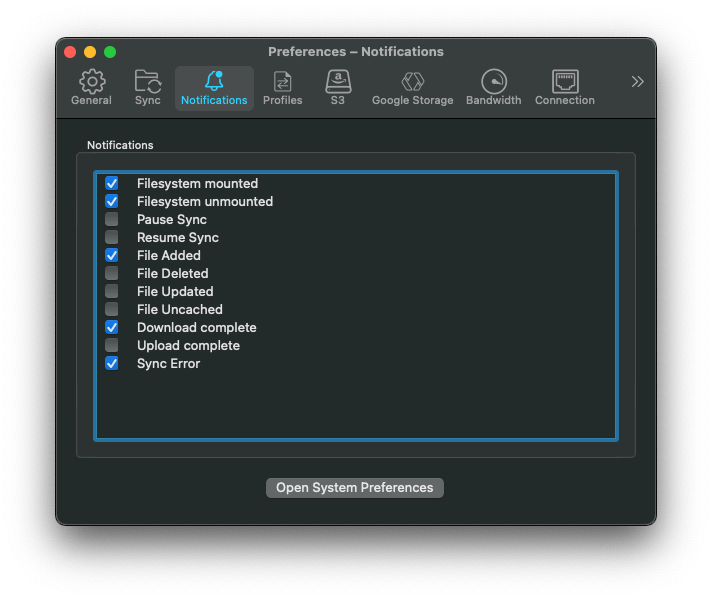 Preferences – Notifications
General Sync Notifications Profiles S3 Google Storage Bandwidth Connection
Notifications
Filesystem mounted
Filesystem unmounted
Pause Sync
Resume Sync
File Added
File Deleted
File Updated
File Uncached
Download complete
Upload complete
Sync Error
Open System Preferences